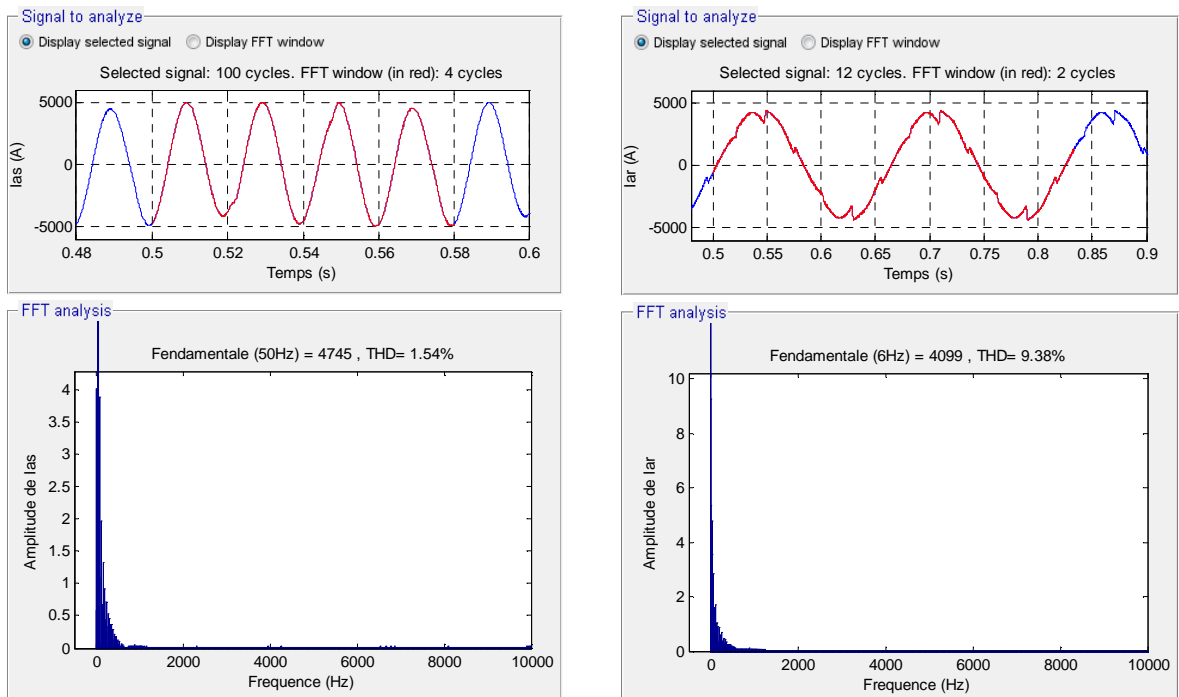 Signal to analyze
Display selected signal Display FFT window
Selected signal: 100 cycles. FFT window (in red): 4 cycles
5000
0
-5000
Ias (A)
0.48 0.5 0.52 0.54 0.56 0.58 0.6
Temps (s)
FFT analysis
Fendamentale (50Hz) = 4745 , THD= 1.54%
4
3.5
3
2.5
2
1.5
1
0.5
0
Amplitude de Ias
0 2000 4000 6000 8000 10000
Frequence (Hz)
Signal to analyze
Display selected signal Display FFT window
Selected signal: 12 cycles. FFT window (in red): 2 cycles
5000
0
-5000
Iar (A)
0.5 0.55 0.6 0.65 0.7 0.75 0.8 0.85 0.9
Temps (s)
FFT analysis
Fendamentale (6Hz) = 4099 , THD= 9.38%
10
8
6
4
2
0
Amplitude de Iar
0 2000 4000 6000 8000 10000
Frequence (Hz)